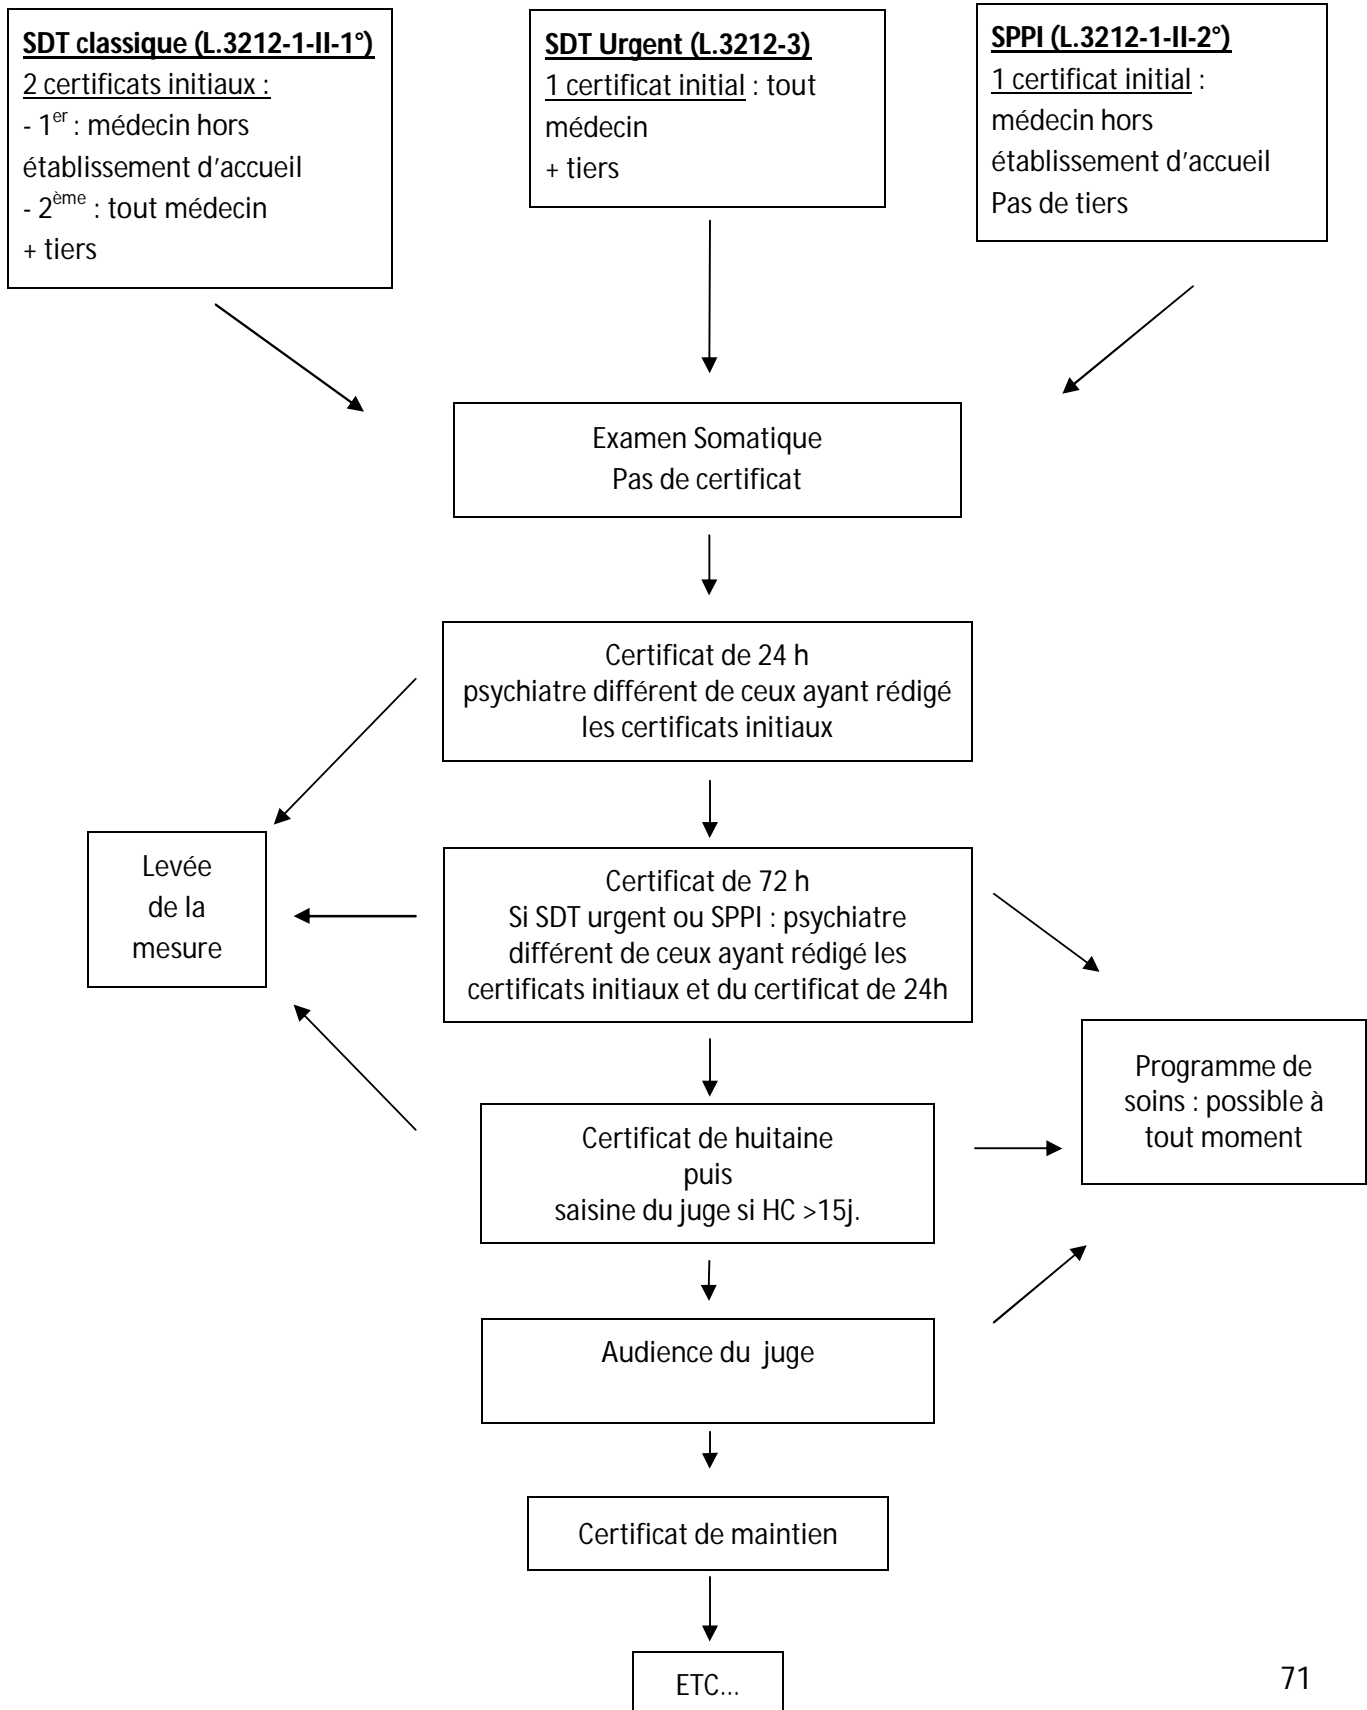 SDT classique (L.3212-1-II-1°)
2 certificats initiaux :
- 1er : médecin hors
établissement d'accueil
- 2ème : tout médecin
+ tiers
SDT Urgent (L.3212-3)
1 certificat initial : tout
médecin
+ tiers
SPPI (L.3212-1-II-2°)
1 certificat initial :
médecin hors
établissement d'accueil
Pas de tiers
Examen Somatique
Pas de certificat
Certificat de 24 h
psychiatre différent de ceux ayant rédigé
les certificats initiaux
Levée
de la
mesure
Certificat de 72 h
Si SDT urgent ou SPPI : psychiatre
différent de ceux ayant rédigé les
certificats initiaux et du certificat de 24h
Programme de
soins : possible à
tout moment
Certificat de huitaine
puis
saisine du juge si HC >15j.
Audience du juge
Certificat de maintien
ETC...
71